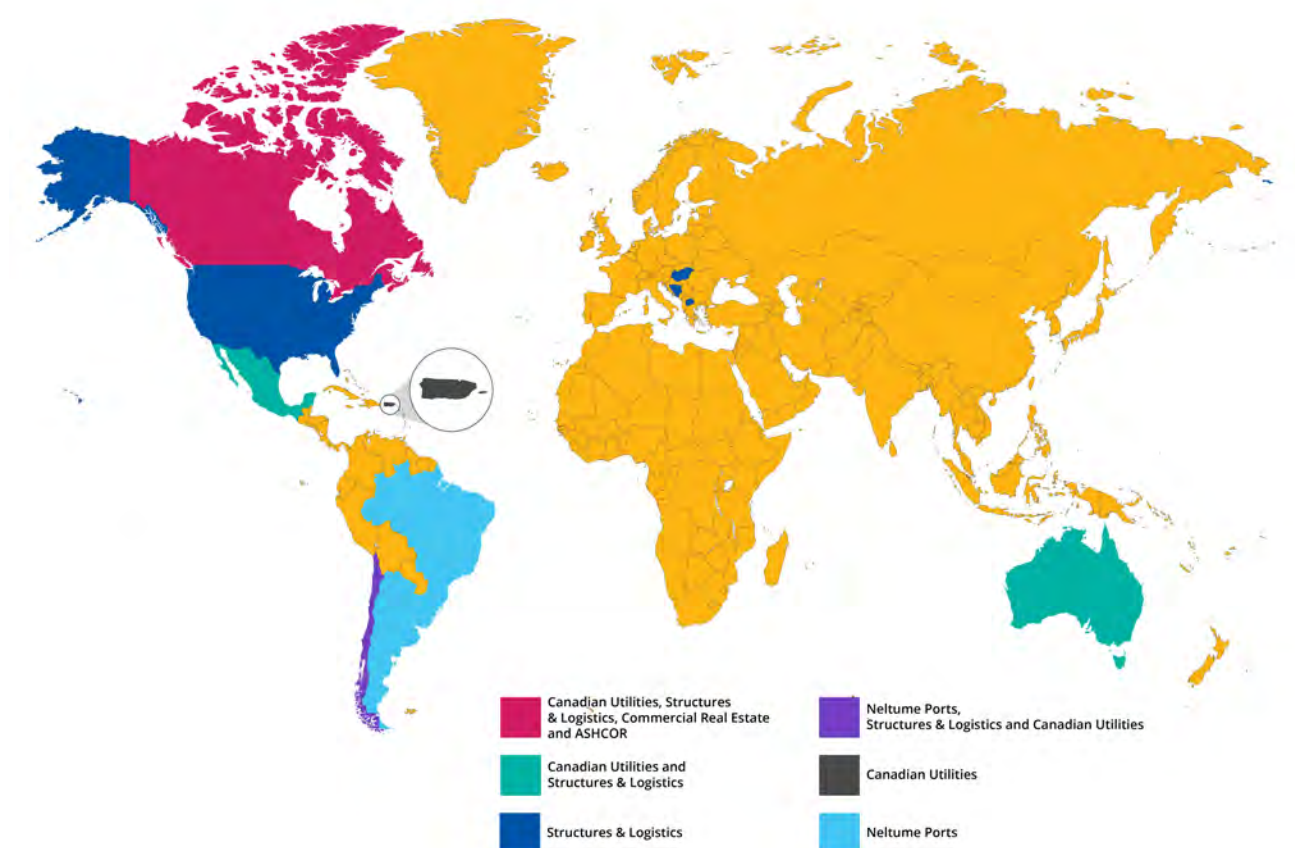 Canadian Utilities, Structures
& Logistics, Commercial Real Estate
and ASHCOR
Canadian Utilities and
Structures & Logistics
Structures & Logistics
Neltume Ports,
Structures & Logistics and Canadian Utilities
Canadian Utilities
Neltume Ports